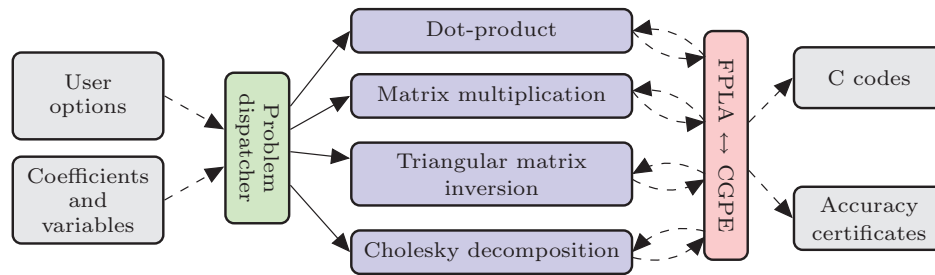 User
options
Coefficients
and
variables
Problem
dispatcher
Dot-product
Matrix multiplication
Triangular matrix
inversion
Cholesky decomposition
FPLA ↔ CGPE
C codes
Accuracy
certificates